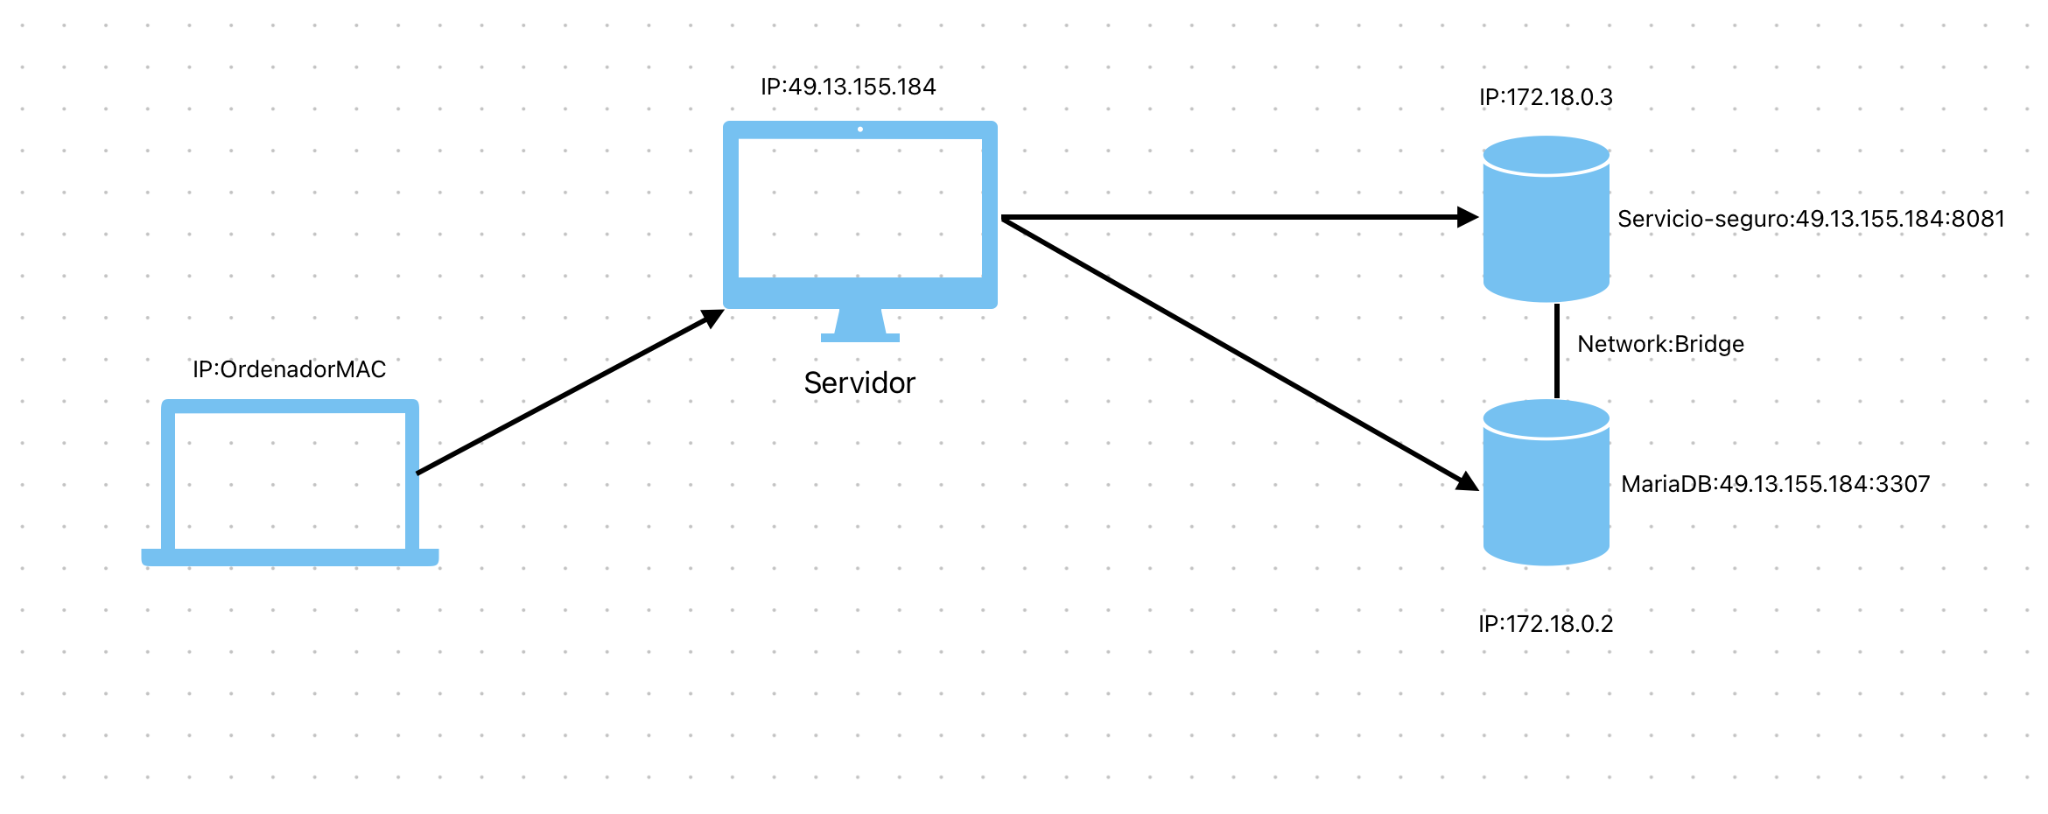 IP:49.13.155.184
IP:172.18.0.3
Servicio-seguro:49.13.155.184:8081
Network:Bridge
IP:OrdenadorMAC
Servidor
MariaDB:49.13.155.184:3307
IP:172.18.0.2